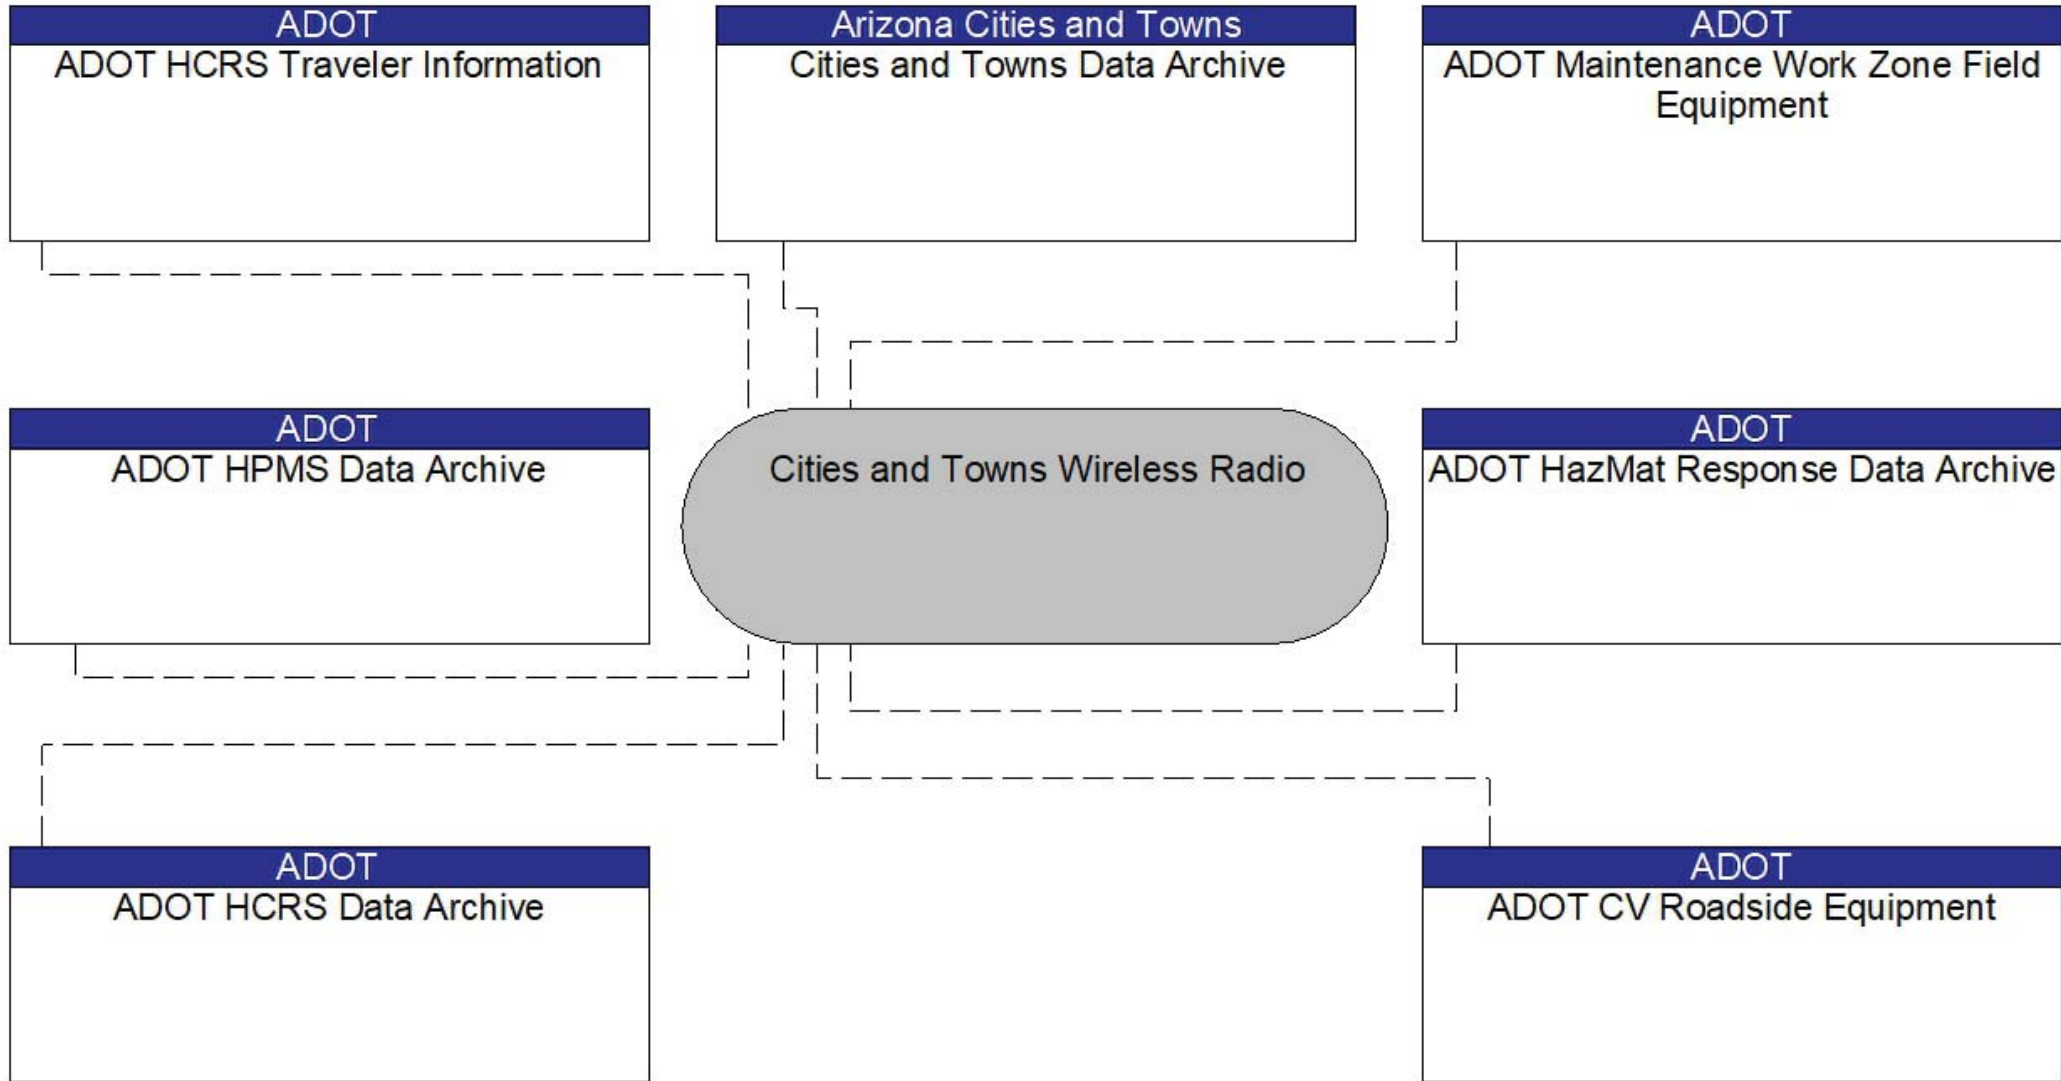 ADOT
ADOT HCRS Traveler Information
Arizona Cities and Towns
Cities and Towns Data Archive
ADOT
ADOT Maintenance Work Zone Field
Equipment
ADOT
ADOT HPMS Data Archive
Cities and Towns Wireless Radio
ADOT
ADOT HazMat Response Data Archive
ADOT
ADOT HCRS Data Archive
ADOT
ADOT CV Roadside Equipment